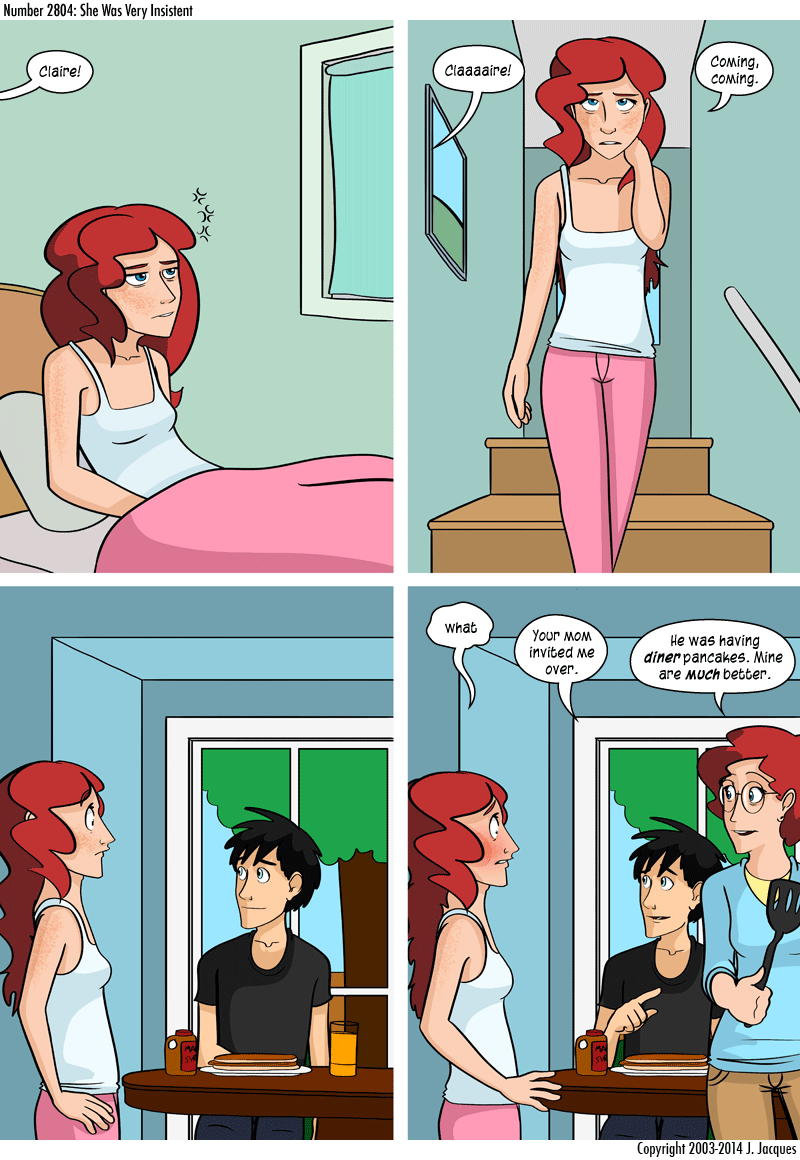 Number 2804: She Was Very Insistent
Claire!
Claaaaire!
Coming,
coming.
what
Your mom
invited me
over.
He was having
diner pancakes. Mine
are much better.
Copyright 2003-2014 J. Jacques